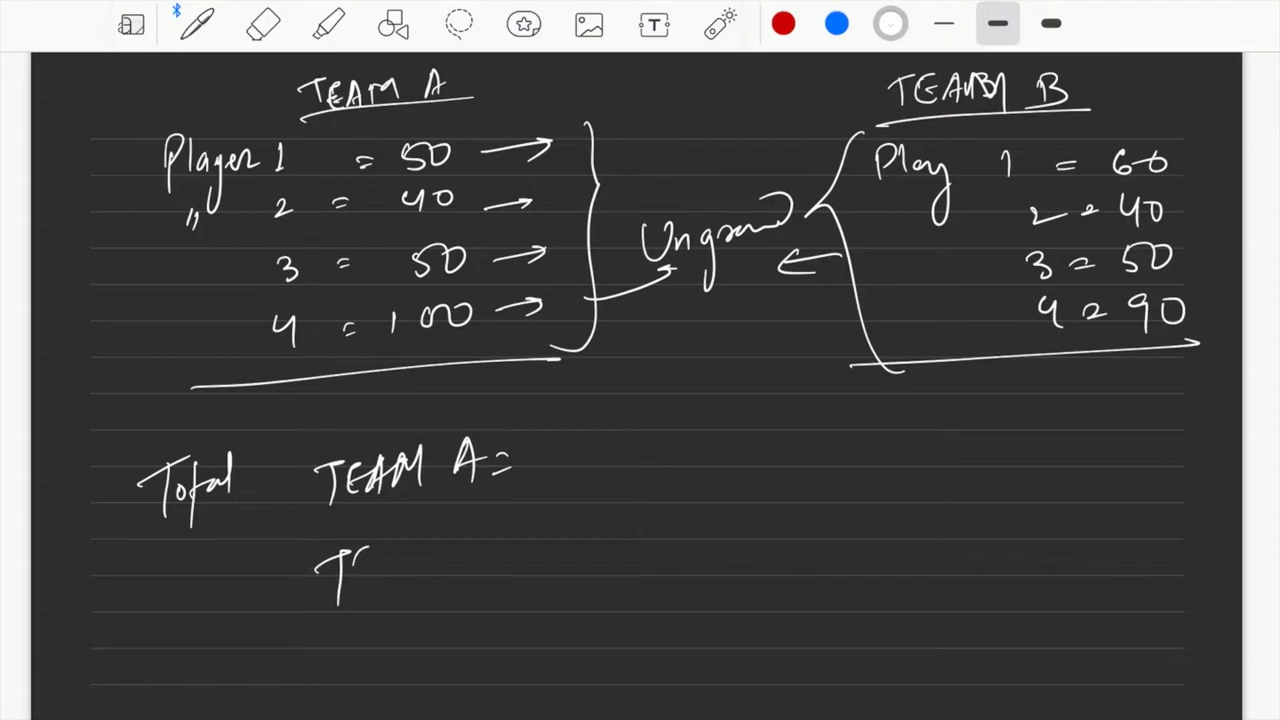 TEAM A
Player 1 = 50
" 2 = 40
3 = 50
4 = 100
TEAM B
Play 1 = 60
2 = 40
3 = 50
4 = 90
Total TEAM A =
T